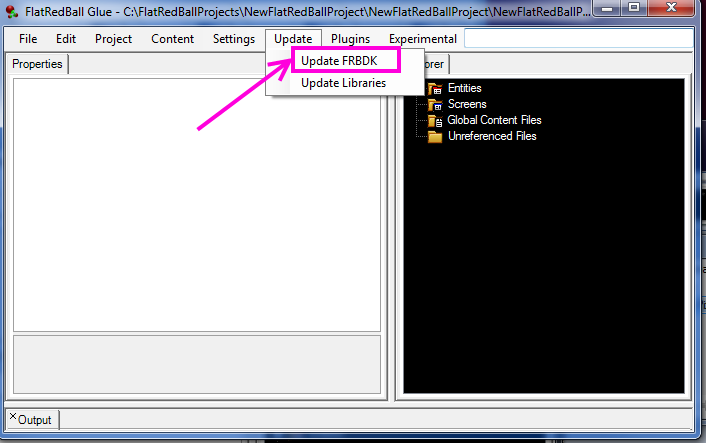 FlatRedBall Glue - C:\FlatRedBallProjects\NewFlatRedBallProject\NewFlatRedBallProject\NewFlatRedBallP...
File Edit Project Content Settings Update Plugins Experimental
Properties
Update FRBDK
Update Libraries
orer
Entities
Screens
Global Content Files
Unreferenced Files
Output